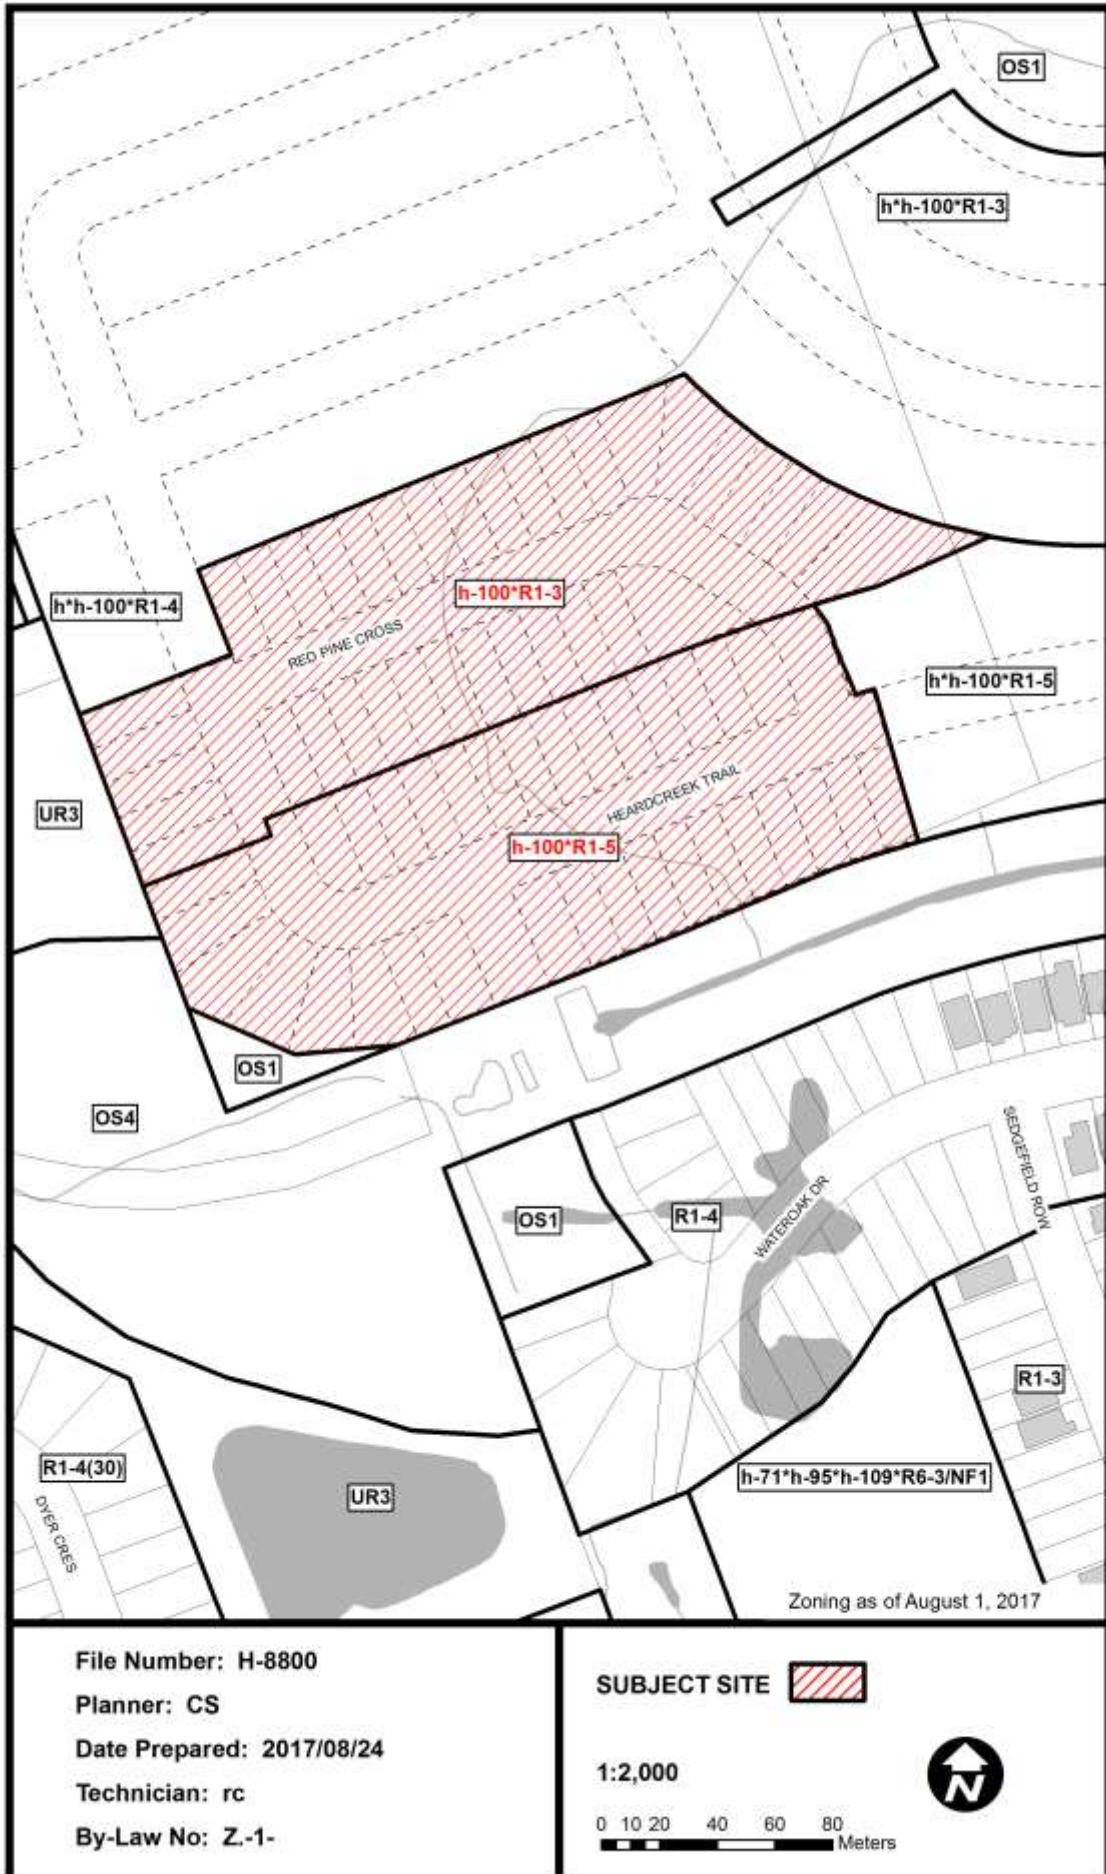 OS1
h*h-100*R1-3
h-100*R1-3
h*h-100*R1-4
RED PINE CROSS
h*h-100*R1-5
HEARDCREEK TRAIL
UR3
h-100*R1-5
OS1
OS4
SEDGEFIELD ROW
OS1
R1-4
WATEROAK DR
R1-3
R1-4(30)
h-71*h-95*h-109*R6-3/NF1
UR3
DYER CRES
Zoning as of August 1, 2017
File Number: H-8800
Planner: CS
Date Prepared: 2017/08/24
Technician: rc
By-Law No: Z.-1-
SUBJECT SITE
1:2,000
N
0 10 20 40 60 80
Meters